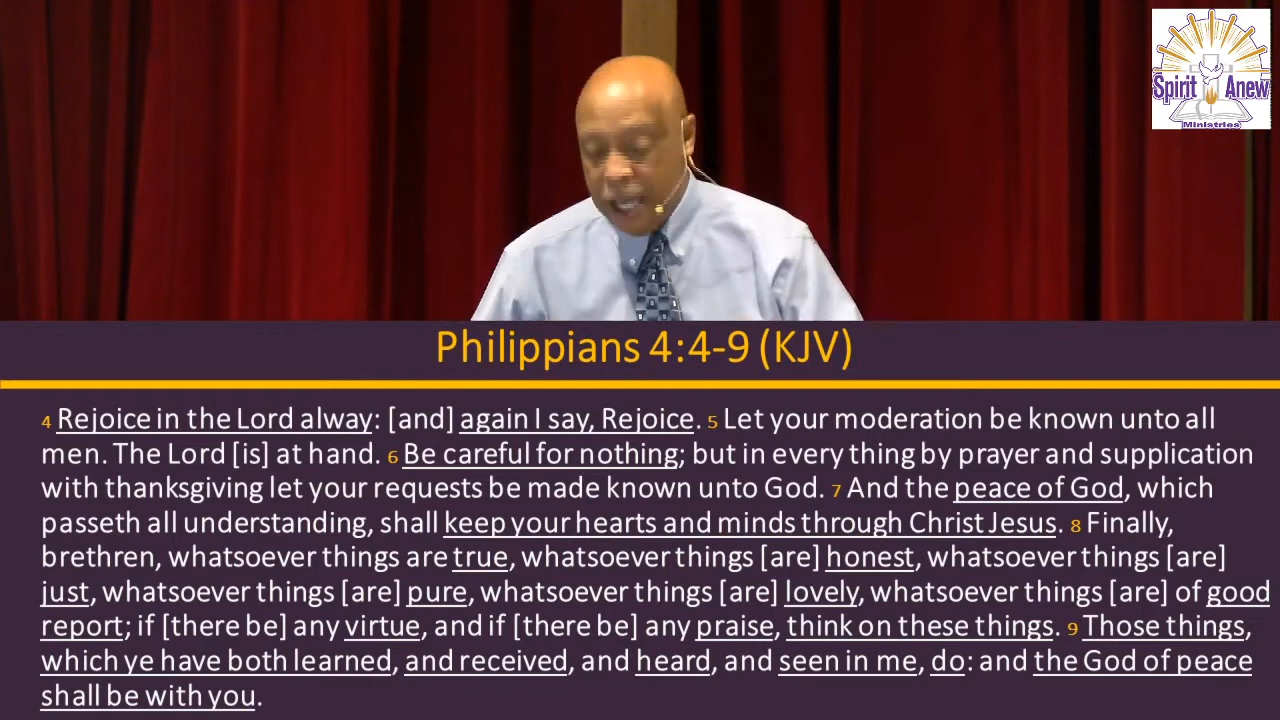 Spirit Anew
Ministries
Philippians 4:4-9 (KJV)
4 Rejoice in the Lord alway: [and] again I say, Rejoice. 5 Let your moderation be known unto all
men. The Lord [is] at hand. 6 Be careful for nothing; but in every thing by prayer and supplication
with thanksgiving let your requests be made known unto God. 7 And the peace of God, which
passeth all understanding, shall keep your hearts and minds through Christ Jesus. 8 Finally,
brethren, whatsoever things are true, whatsoever things [are] honest, whatsoever things [are]
just, whatsoever things [are] pure, whatsoever things [are] lovely, whatsoever things [are] of good
report; if [there be] any virtue, and if [there be] any praise, think on these things. 9 Those things,
which ye have both learned, and received, and heard, and seen in me, do: and the God of peace
shall be with you.